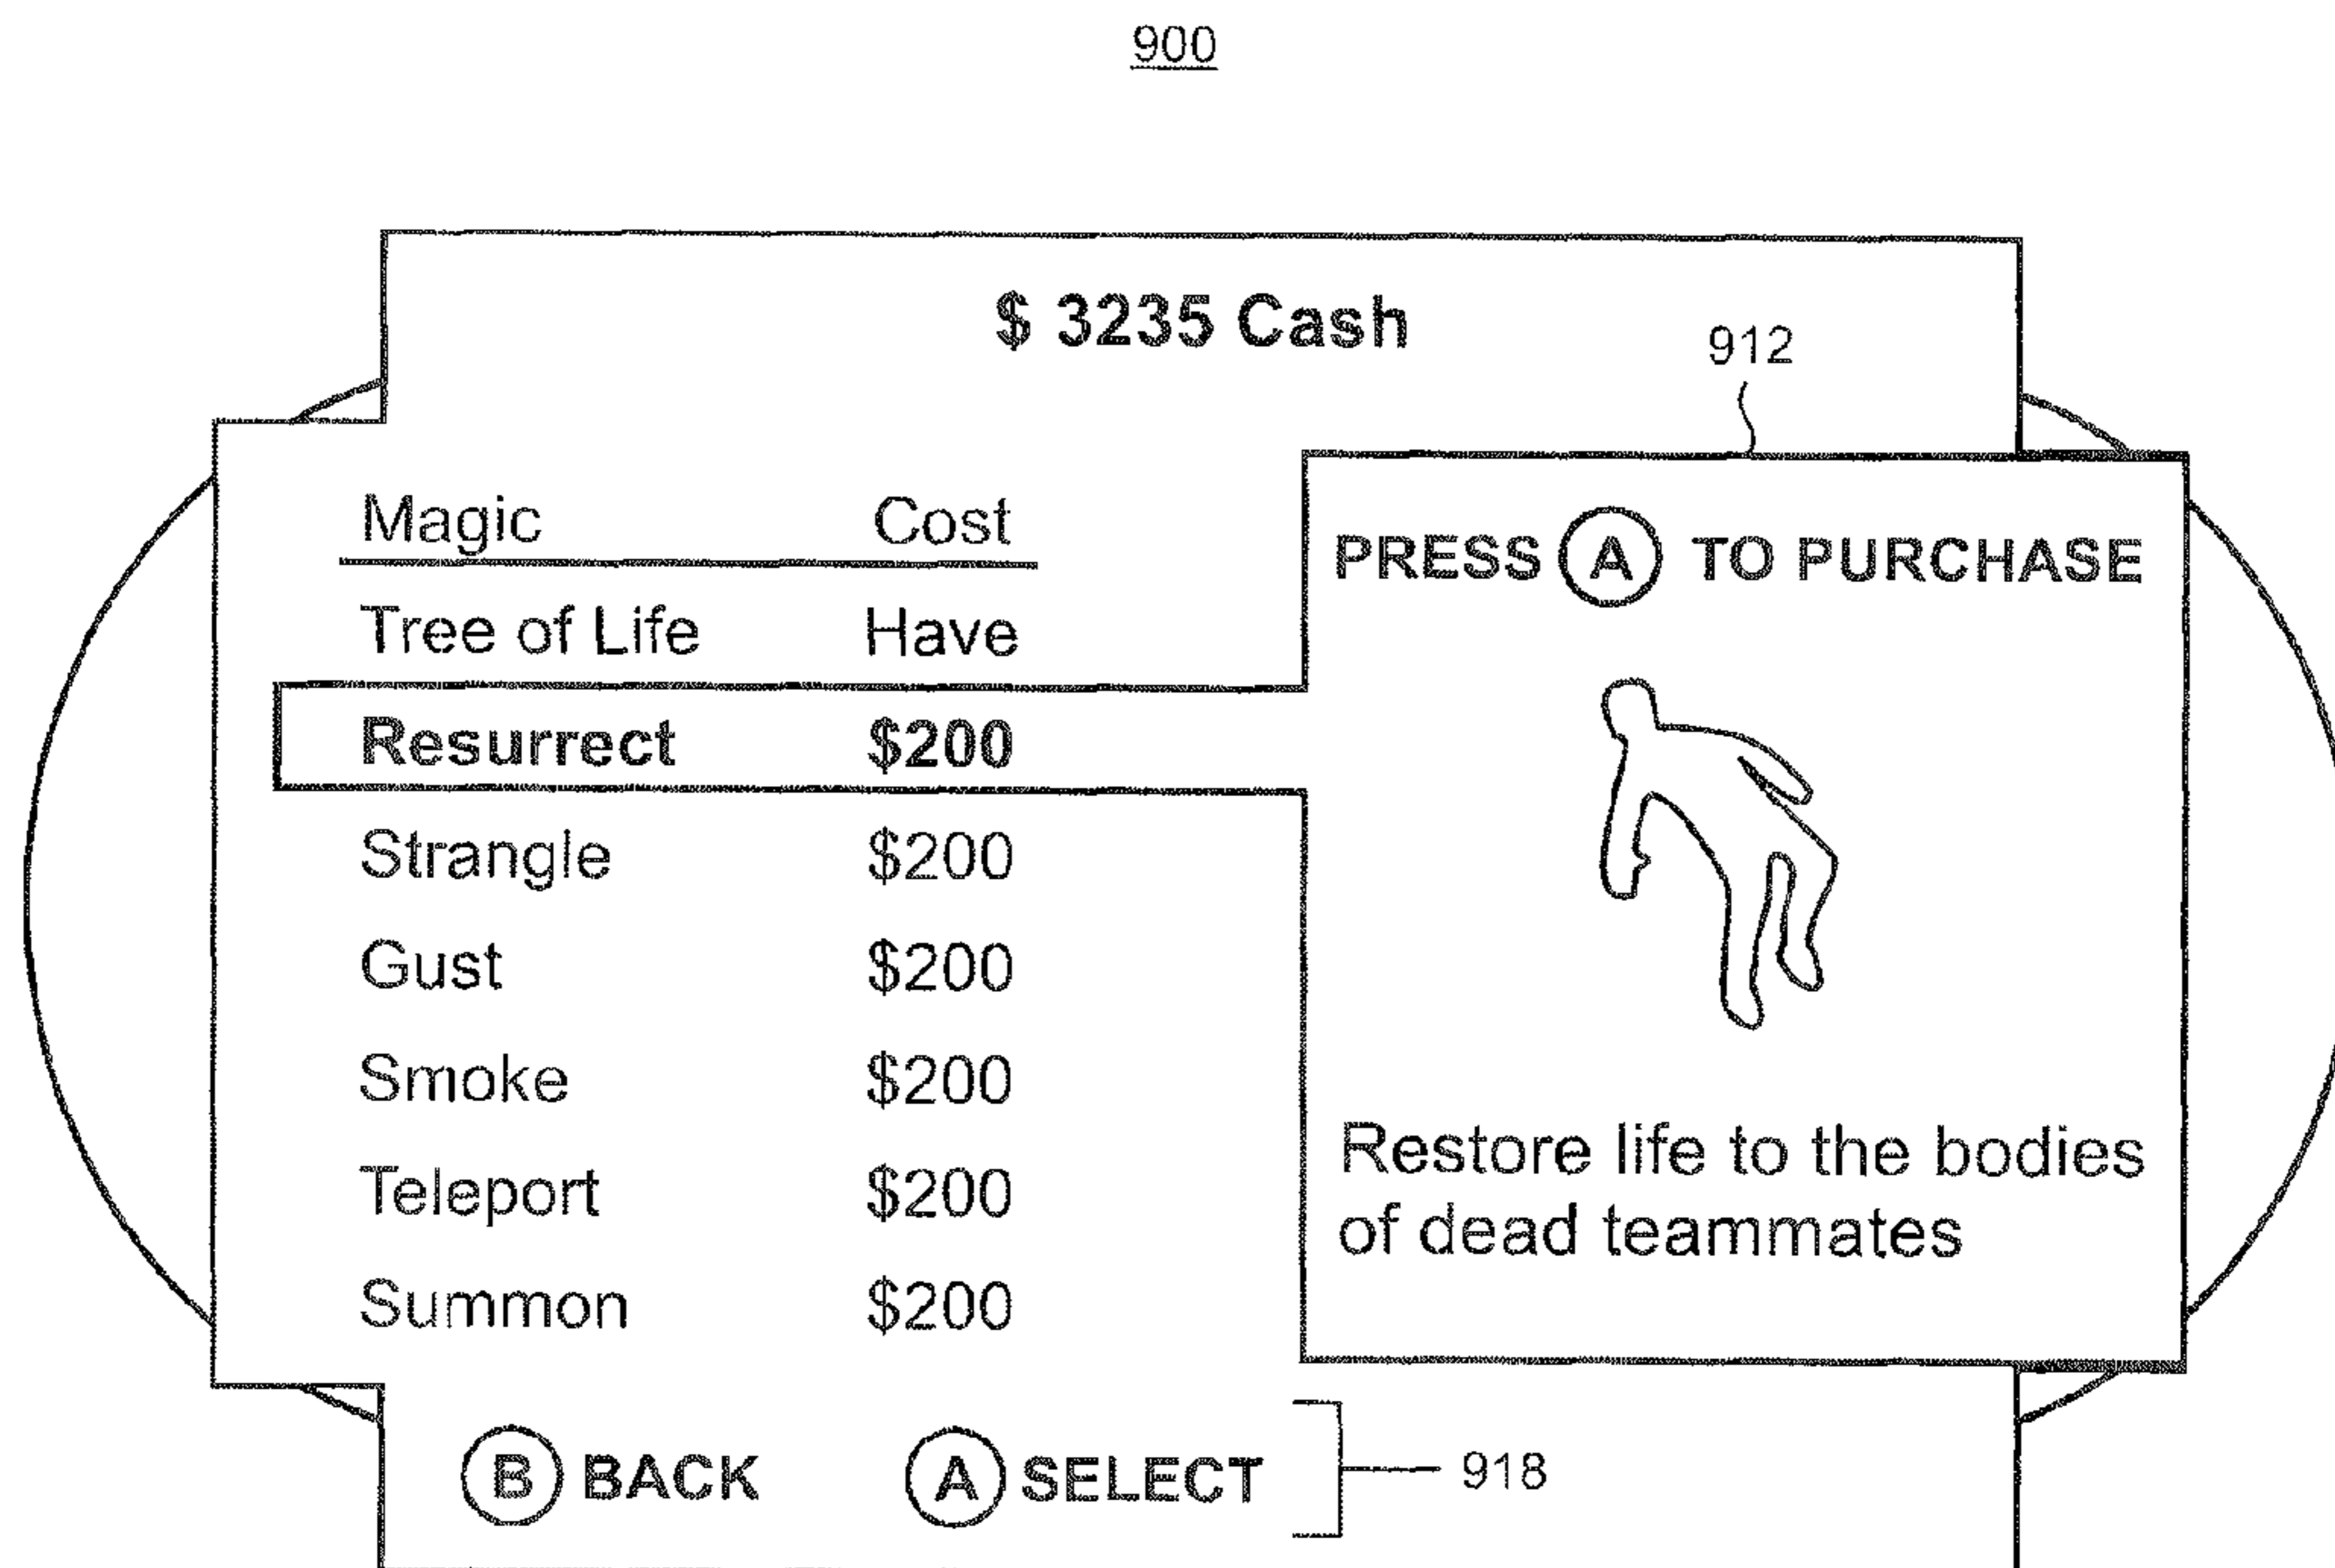 900
$ 3235 Cash
912
Magic Cost
PRESS A TO PURCHASE
Tree of Life Have
Resurrect $200
Strangle $200
Gust $200
Smoke $200
Teleport $200
Summon $200
Restore life to the bodies
of dead teammates
B BACK A SELECT
918